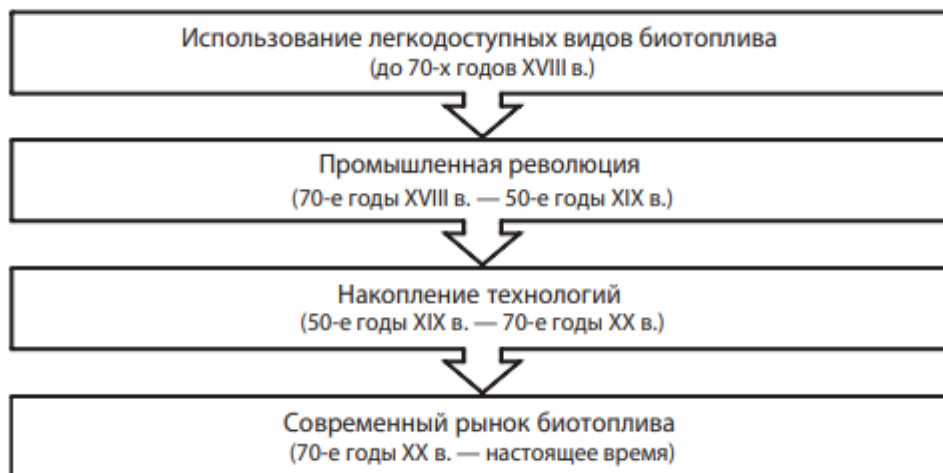 Использование легкодоступных видов биотоплива
(до 70-х годов XVIII в.)
Промышленная революция
(70-е годы XVIII в. — 50-е годы XIX в.)
Накопление технологий
(50-е годы XIX в. — 70-е годы XX в.)
Современный рынок биотоплива
(70-е годы XX в. — настоящее время)